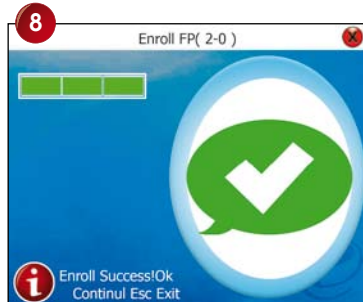 8
Enroll FP( 2-0 )
Enroll Success!Ok
Continul Esc Exit